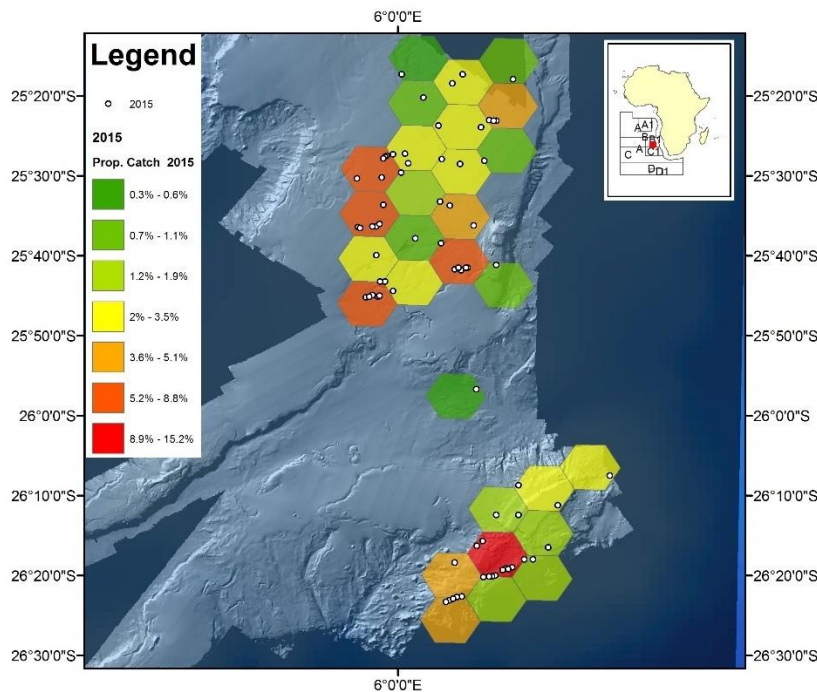 6°0'0"E
Legend
2015
2015
Prop. Catch 2015
0.3% - 0.6%
0.7% - 1.1%
1.2% - 1.9%
2% - 3.5%
3.6% - 5.1%
5.2% - 8.8%
8.9% - 15.2%
25°20'0"S
25°30'0"S
25°40'0"S
25°50'0"S
26°0'0"S
26°10'0"S
26°20'0"S
26°30'0"S
25°20'0"S
25°30'0"S
25°40'0"S
25°50'0"S
26°0'0"S
26°10'0"S
26°20'0"S
26°30'0"S
A A1
B
C A C1
D D1
6°0'0"E